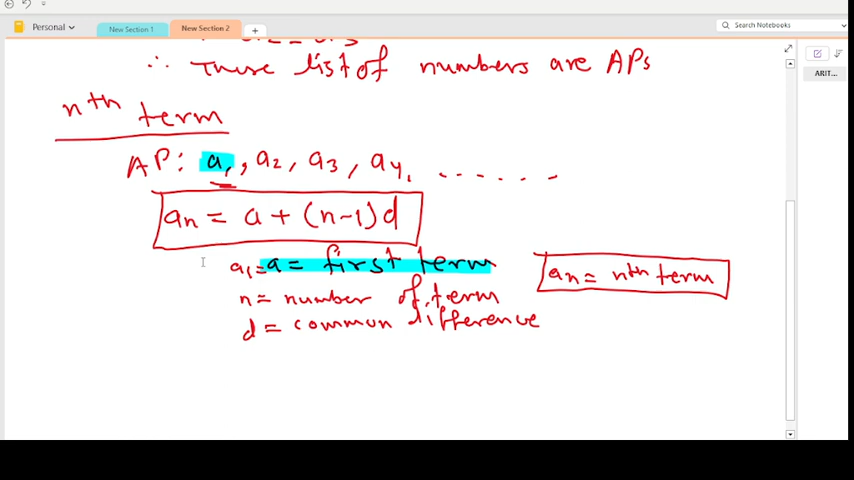 Personal
New Section 1
New Section 2
+
Search Notebooks
ARIT...
∴ These list of numbers are APs
nth term
AP: a1, a2, a3, a4, .......
an = a + (n-1)d
a1= a = first term
an = nth term
n = number of term
d = common difference